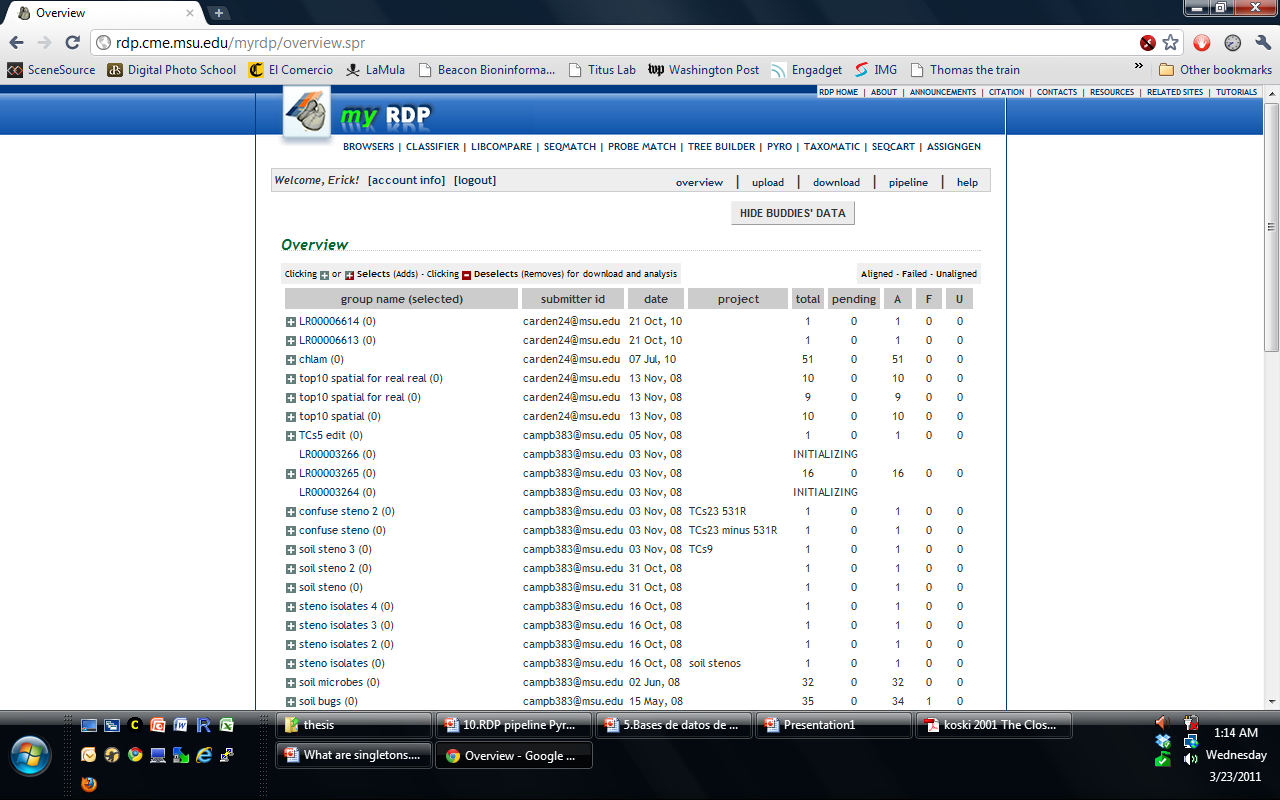 Overview
rdp.cme.msu.edu/myrdp/overview.spr
SceneSource Digital Photo School El Comercio LaMula Beacon Bioninforma... Titus Lab Washington Post Engadget IMG Thomas the train » Other bookmarks
RDP HOME | ABOUT | ANNOUNCEMENTS | CITATION | CONTACTS | RESOURCES | RELATED SITES | TUTORIALS
my RDP
BROWSERS | CLASSIFIER | LIBCOMPARE | SEQMATCH | PROBE MATCH | TREE BUILDER | PYRO | TAXOMATIC | SEQCART | ASSIGNGEN
Welcome, Erick! [account info] [logout] overview | upload | download | pipeline | help
HIDE BUDDIES' DATA
Overview
Clicking or Selects (Adds) - Clicking Deselects (Removes) for download and analysis Aligned - Failed - Unaligned
group name (selected) submitter id date project total pending A F U
LR00006614 (0) carden24@msu.edu 21 Oct, 10 1 0 1 0 0
LR00006613 (0) carden24@msu.edu 21 Oct, 10 1 0 1 0 0
chlam (0) carden24@msu.edu 07 Jul, 10 51 0 51 0 0
top10 spatial for real real (0) carden24@msu.edu 13 Nov, 08 10 0 10 0 0
top10 spatial for real (0) carden24@msu.edu 13 Nov, 08 9 0 9 0 0
top10 spatial (0) carden24@msu.edu 13 Nov, 08 10 0 10 0 0
TCs5 edit (0) campb383@msu.edu 05 Nov, 08 1 0 1 0 0
LR00003266 (0) campb383@msu.edu 03 Nov, 08 INITIALIZING
LR00003265 (0) campb383@msu.edu 03 Nov, 08 16 0 16 0 0
LR00003264 (0) campb383@msu.edu 03 Nov, 08 INITIALIZING
confuse steno 2 (0) campb383@msu.edu 03 Nov, 08 TCs23 531R 1 0 1 0 0
confuse steno (0) campb383@msu.edu 03 Nov, 08 TCs23 minus 531R 1 0 1 0 0
soil steno 3 (0) campb383@msu.edu 03 Nov, 08 TCs9 1 0 1 0 0
soil steno 2 (0) campb383@msu.edu 31 Oct, 08 1 0 1 0 0
soil steno (0) campb383@msu.edu 31 Oct, 08 1 0 1 0 0
steno isolates 4 (0) campb383@msu.edu 16 Oct, 08 1 0 1 0 0
steno isolates 3 (0) campb383@msu.edu 16 Oct, 08 1 0 1 0 0
steno isolates 2 (0) campb383@msu.edu 16 Oct, 08 1 0 1 0 0
steno isolates (0) campb383@msu.edu 16 Oct, 08 soil stenos 1 0 1 0 0
soil microbes (0) campb383@msu.edu 02 Jun, 08 32 0 32 0 0
soil bugs (0) campb383@msu.edu 15 May, 08 35 0 34 1 0
thesis 10.RDP pipeline Pyr... 5.Bases de datos de ... Presentation1 koski 2001 The Clos...
What are singletons.... Overview - Google ...
1:14 AM
Wednesday
3/23/2011